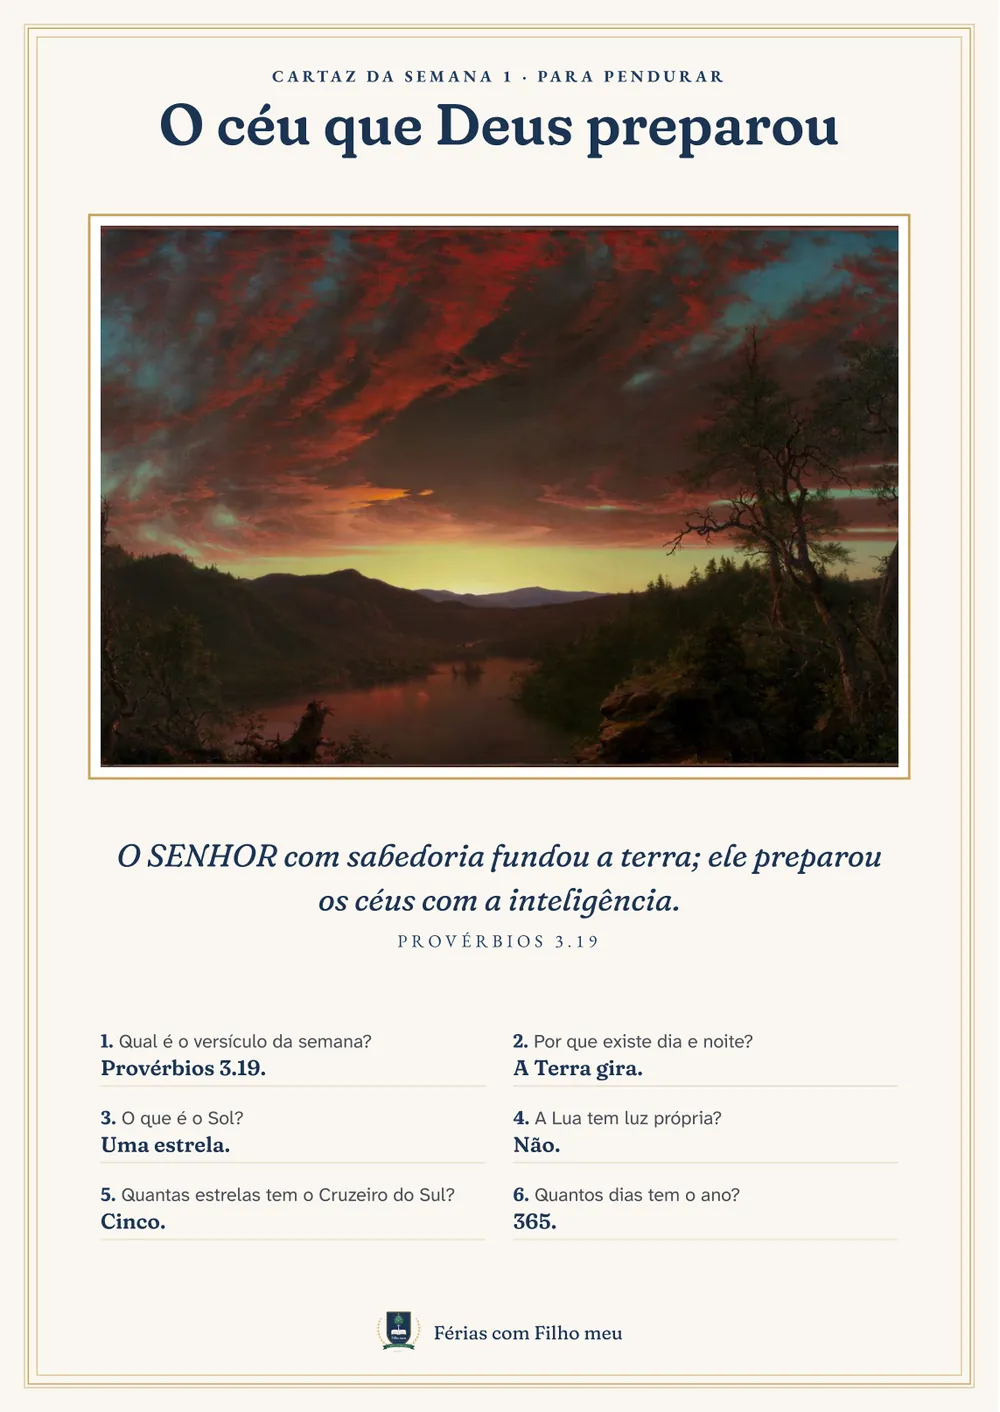 CARTAZ DA SEMANA 1 · PARA PENDURAR
O céu que Deus preparou
O SENHOR com sabedoria fundou a terra; ele preparou
os céus com a inteligência.
PROVÉRBIOS 3.19
1. Qual é o versículo da semana?
Provérbios 3.19.
2. Por que existe dia e noite?
A Terra gira.
3. O que é o Sol?
Uma estrela.
4. A Lua tem luz própria?
Não.
5. Quantas estrelas tem o Cruzeiro do Sul?
Cinco.
6. Quantos dias tem o ano?
365.
Férias com Filho meu